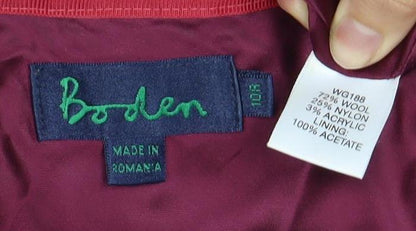 Boden
10R
MADE IN
ROMANIA
WG188
72% WOOL
25% NYLON
3% ACRYLIC
LINING:
100% ACETATE